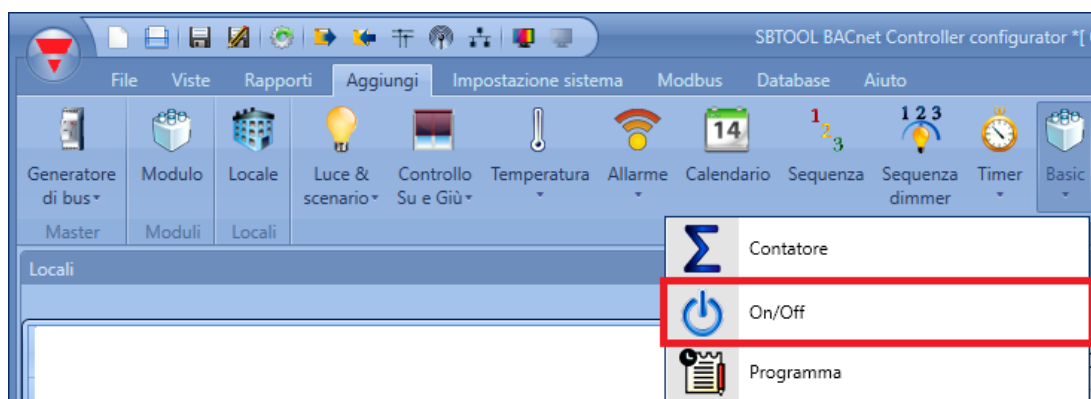 SBTOOL BACnet Controller configurator *[
File Viste Rapporti Aggiungi Impostazione sistema Modbus Database Aiuto
14 1 2 3 1 2 3
Generatore Modulo Locale Luce & Controllo Temperatura Allarme Calendario Sequenza Sequenza Timer Basic
di bus scenario Su e Giù dimmer
Master Moduli Locali
Locali
Contatore
On/Off
Programma